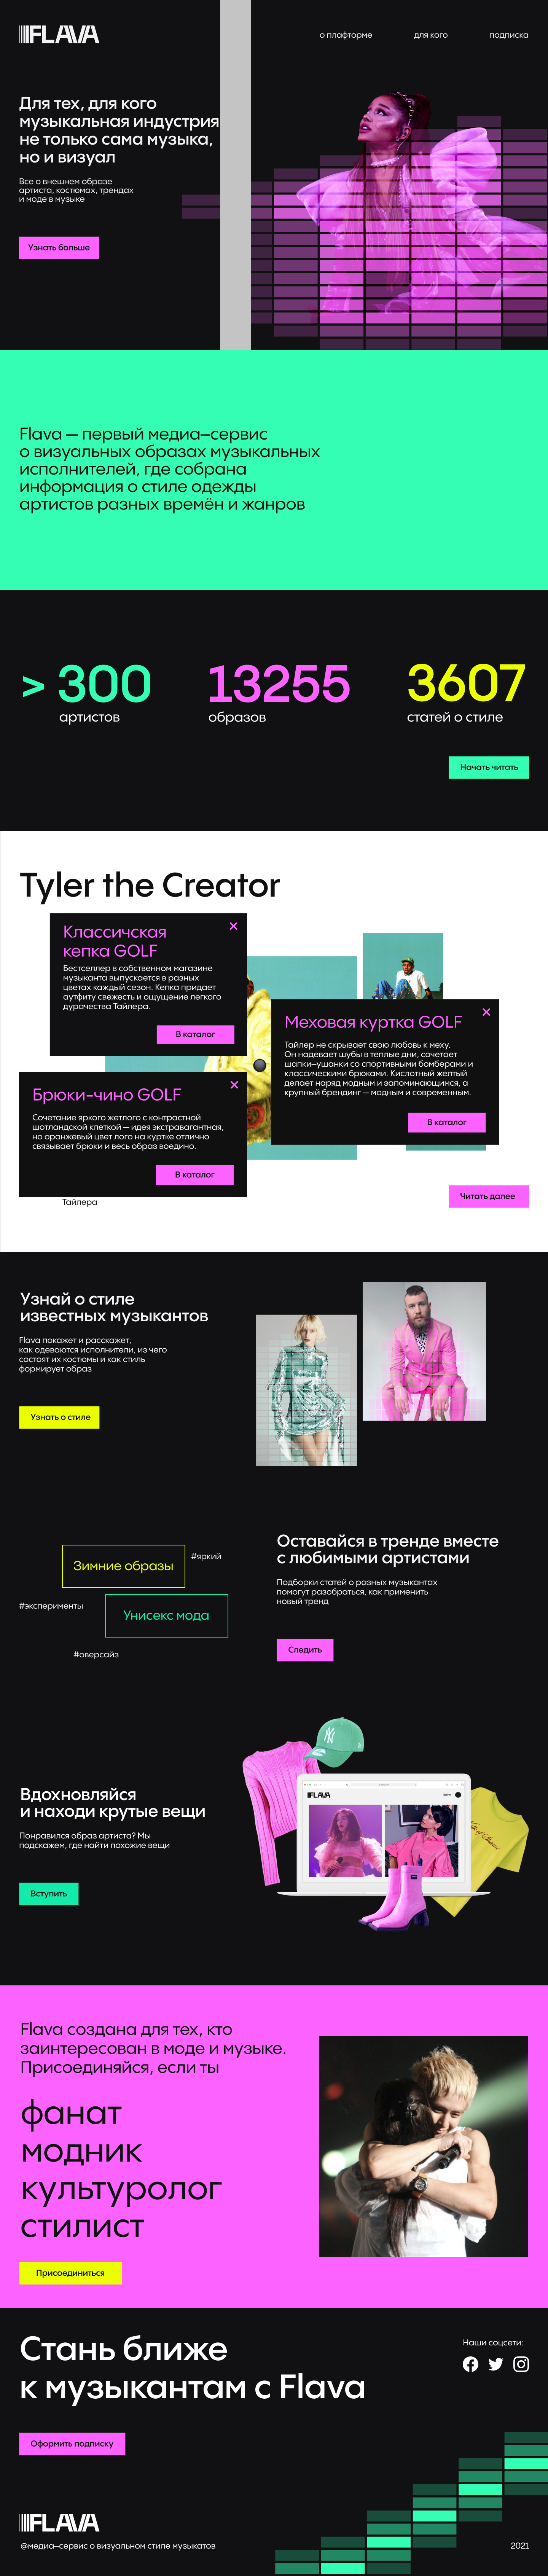 FLAVA
о плафторме
для кого
подписка
Для тех, для кого
музыкальная индустрия
не только сама музыка,
но и визуал
Все о внешнем образе
артиста, костюмах, трендах
и моде в музыке
Узнать больше
Flava — первый медиа–сервис
о визуальных образах музыкальных
исполнителей, где собрана
информация о стиле одежды
артистов разных времён и жанров
> 300
артистов
13255
образов
3607
статей о стиле
Начать читать
Tyler the Creator
Классичская
кепка GOLF
Бестселлер в собственном магазине
музыканта выпускается в разных
цветах каждый сезон. Кепка придает
аутфиту свежесть и ощущение легкого
дурачества Тайлера.
В каталог
Меховая куртка GOLF
Тайлер не скрывает свою любовь к меху.
Он надевает шубы в теплые дни, сочетает
шапки–ушанки со спортивными бомберами и
классическими брюками. Кислотный желтый
делает наряд модным и запоминающимся, а
крупный брендинг — модным и современным.
В каталог
Брюки-чино GOLF
Сочетание яркого жетлого с контрастной
шотландской клеткой — идея экстравагантная,
но оранжевый цвет лого на куртке отлично
связывает брюки и весь образ воедино.
В каталог
Тайлера
Читать далее
Узнай о стиле
известных музыкантов
Flava покажет и расскажет,
как одеваются исполнители, из чего
состоят их костюмы и как стиль
формирует образ
Узнать о стиле
Зимние образы
#яркий
#эксперименты
Унисекс мода
#оверсайз
Оставайся в тренде вместе
с любимыми артистами
Подборки статей о разных музыкантах
помогут разобраться, как применить
новый тренд
Следить
Вдохновляйся
и находи крутые вещи
Понравился образ артиста? Мы
подскажем, где найти похожие вещи
Вступить
FLAVA
Flava создана для тех, кто
заинтересован в моде и музыке.
Присоединяйся, если ты
фанат
модник
культуролог
стилист
Присоединиться
Стань ближе
к музыкантам с Flava
Наши соцсети:
Оформить подписку
FLAVA
@медиа–сервис о визуальном стиле музыкатов
2021